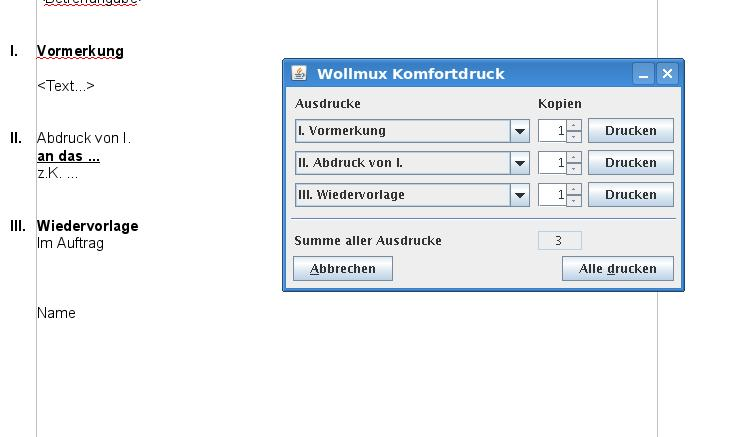 <Betreffangabe>
I. Vormerkung
<Text...>
II. Abdruck von I.
an das ...
z.K. ...
III. Wiedervorlage
Im Auftrag
Name
Wollmux Komfortdruck
Ausdrucke Kopien
I. Vormerkung 1 Drucken
II. Abdruck von I. 1 Drucken
III. Wiedervorlage 1 Drucken
Summe aller Ausdrucke 3
Abbrechen Alle drucken